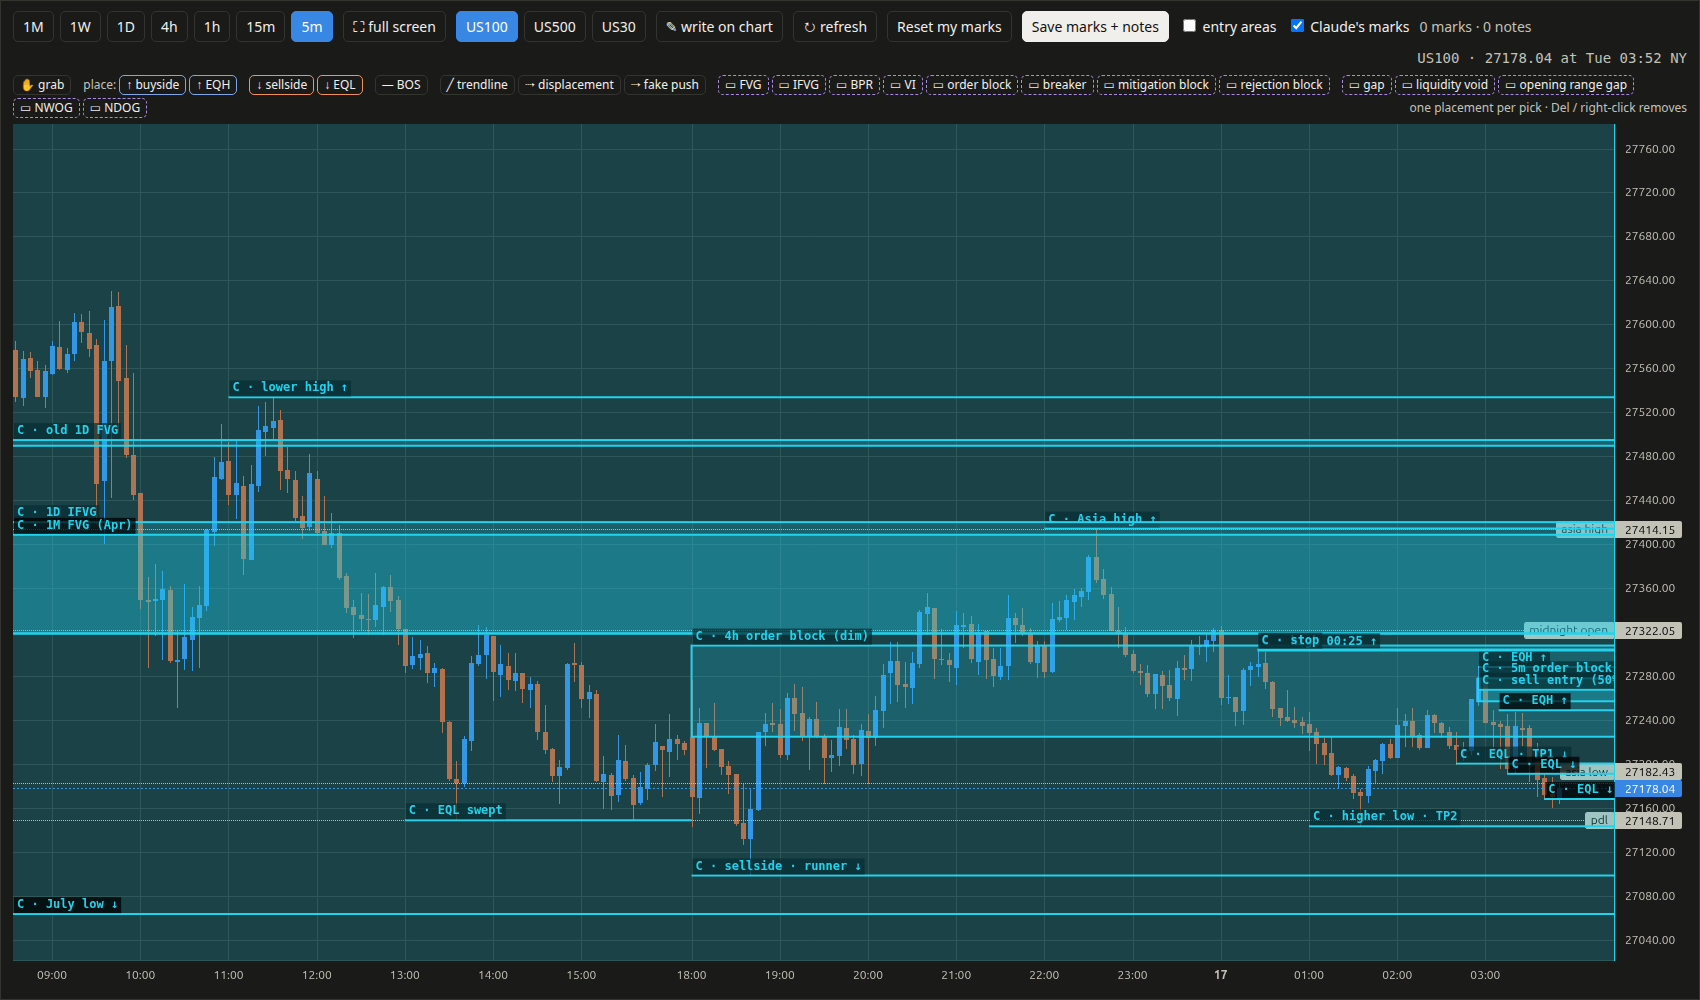 1M 1W 1D 4h 1h 15m 5m ⛶ full screen US100 US500 US30 ✎ write on chart ↻ refresh Reset my marks Save marks + notes entry areas Claude's marks 0 marks · 0 notes
US100 · 27178.04 at Tue 03:52 NY
✋ grab place: ↑ buyside ↑ EQH ↓ sellside ↓ EQL — BOS ╱ trendline → displacement → fake push ▭ FVG ▭ IFVG ▭ BPR ▭ VI ▭ order block ▭ breaker ▭ mitigation block ▭ rejection block ▭ gap ▭ liquidity void ▭ opening range gap
▭ NWOG ▭ NDOG one placement per pick · Del / right-click removes
27760.00
27720.00
27680.00
27640.00
27600.00
27560.00
C · lower high ↑
27520.00
C · old 1D FVG
27480.00
27440.00
C · 1D IFVG
C · Asia high ↑
C · 1M FVG (Apr)
asia high 27414.15
27400.00
27360.00
midnight open 27322.05
C · 4h order block (dim)
C · stop 00:25 ↑
C · EQH ↑
C · 5m order block
C · sell entry (50%
27280.00
C · EQH ↑
27240.00
C · EQL · TP1 ↓
C · EQL ↓
27200.00
asia low 27182.43
C · EQL ↓ 27178.04
27160.00
C · EQL swept
C · higher low · TP2
pdl 27148.71
27120.00
C · sellside · runner ↓
27080.00
C · July low ↓
27040.00
09:00 10:00 11:00 12:00 13:00 14:00 15:00 18:00 19:00 20:00 21:00 22:00 23:00 17 01:00 02:00 03:00